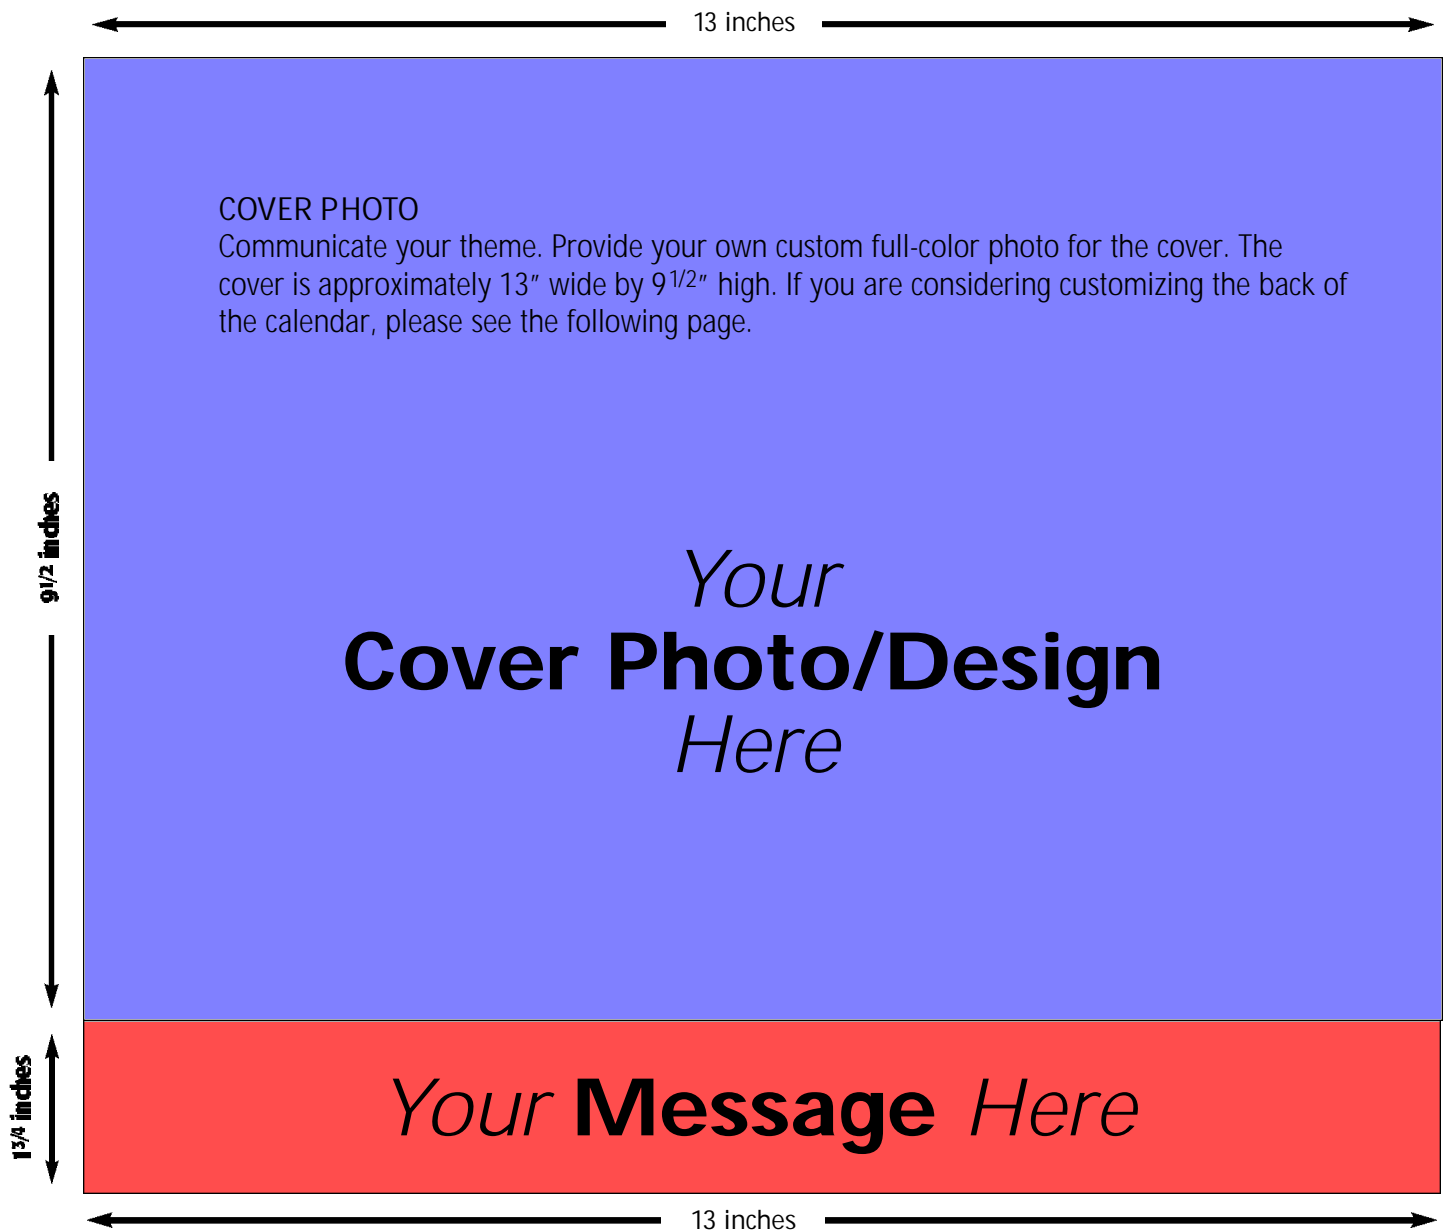 13 inches
COVER PHOTO
Communicate your theme. Provide your own custom full-color photo for the cover. The
cover is approximately 13" wide by 9 1/2" high. If you are considering customizing the back of
the calendar, please see the following page.
9 1/2 inches
Your
Cover Photo/Design
Here
1 3/4 inches
Your Message Here
13 inches